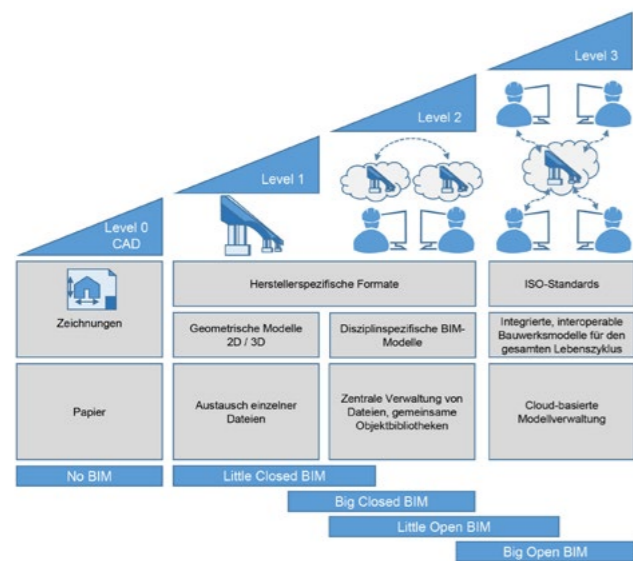 Level 3
Level 2
Level 1
Level 0
CAD
Herstellerspezifische Formate
ISO-Standards
Zeichnungen
Geometrische Modelle
2D / 3D
Disziplinspezifische BIM-
Modelle
Integrierte, interoperable
Bauwerksmodelle für den
gesamten Lebenszyklus
Papier
Austausch einzelner
Dateien
Zentrale Verwaltung von
Dateien, gemeinsame
Objektbibliotheken
Cloud-basierte
Modellverwaltung
No BIM
Little Closed BIM
Big Closed BIM
Little Open BIM
Big Open BIM